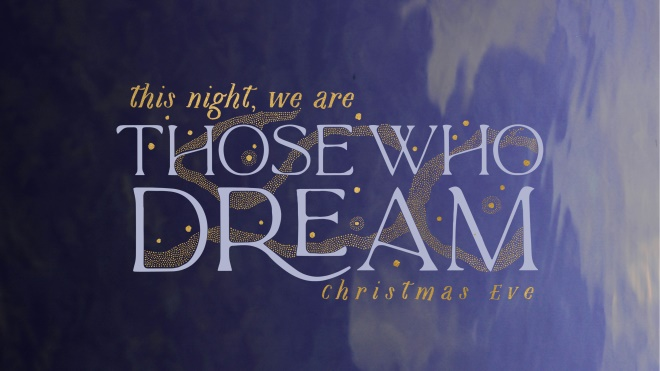 this night, we are
THOSE WHO
DREAM
Christmas Eve